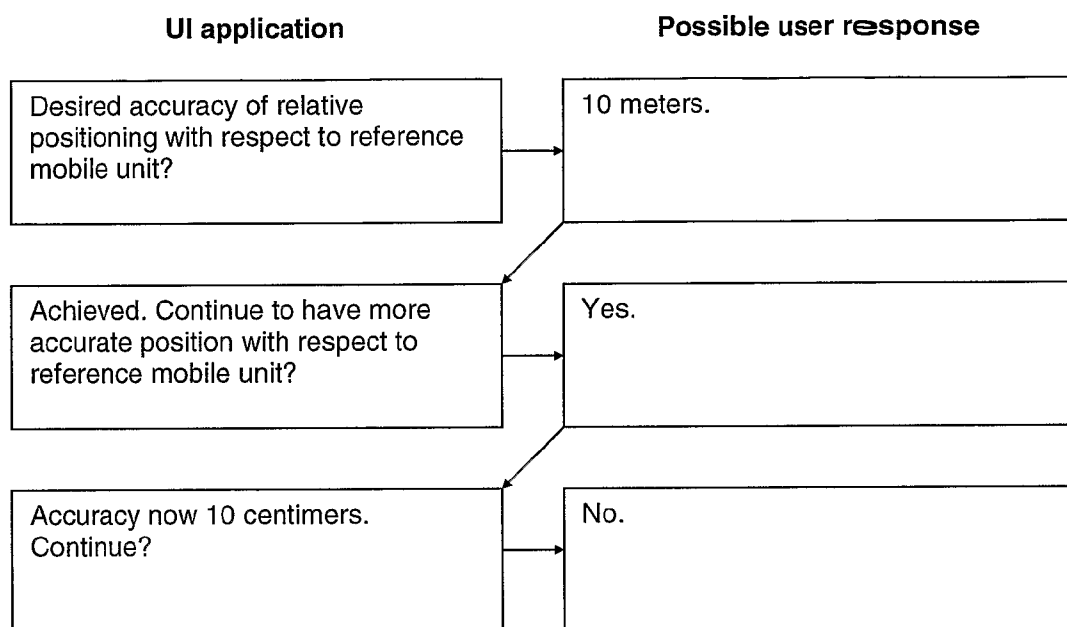 UI application
Possible user response
Desired accuracy of relative
positioning with respect to reference
mobile unit?
10 meters.
Achieved. Continue to have more
accurate position with respect to
reference mobile unit?
Yes.
Accuracy now 10 centimers.
Continue?
No.